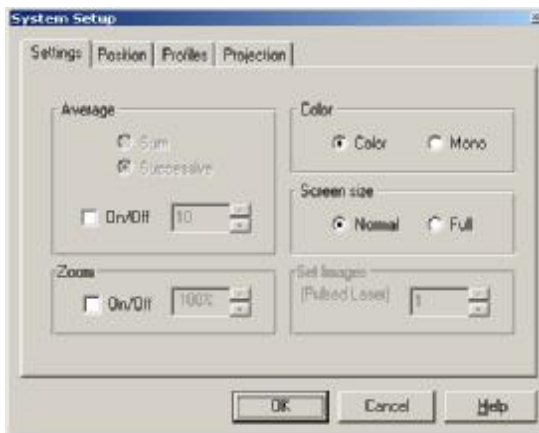 System Setup
Settings Position Profiles Projection
Average
Sum
Successive
On/Off 10
Zoom
On/Off 100%
Color
Color Mono
Screen size
Normal Full
Set Images
(Pulsed Laser) 1
OK Cancel Help